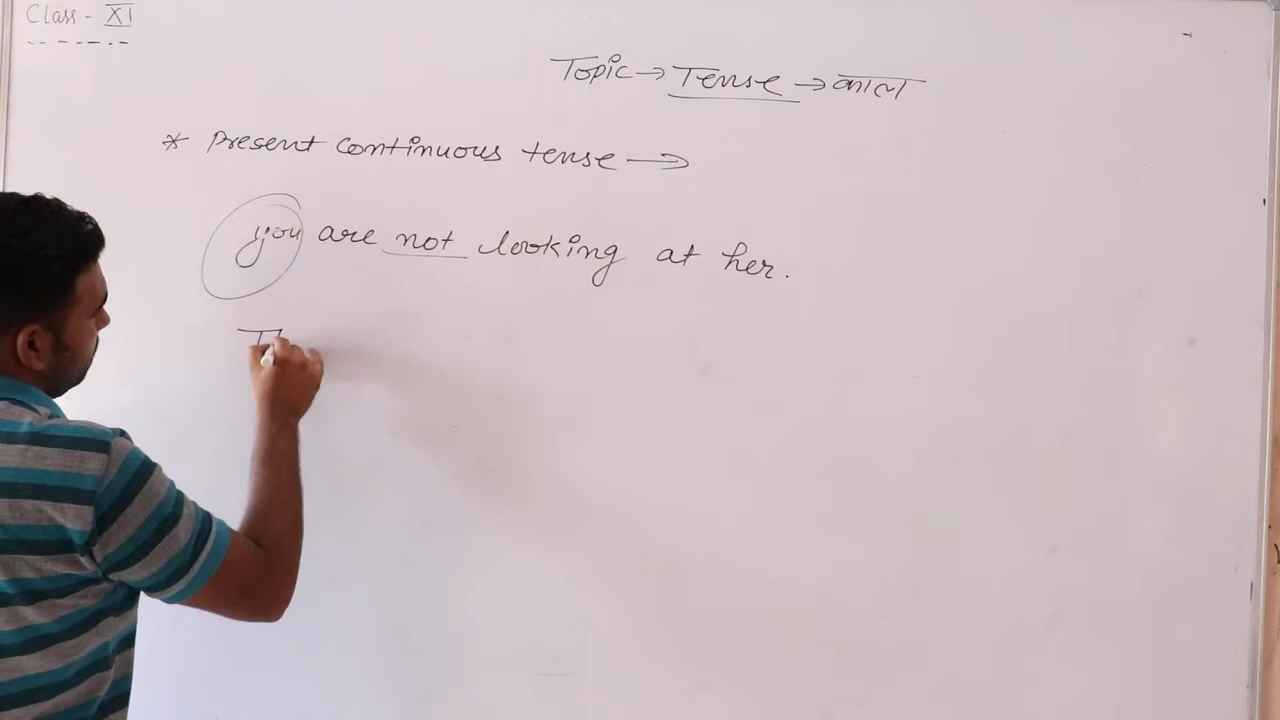 Class - XI
Topic → Tense → काल
* Present continuous tense →
you are not looking at her.